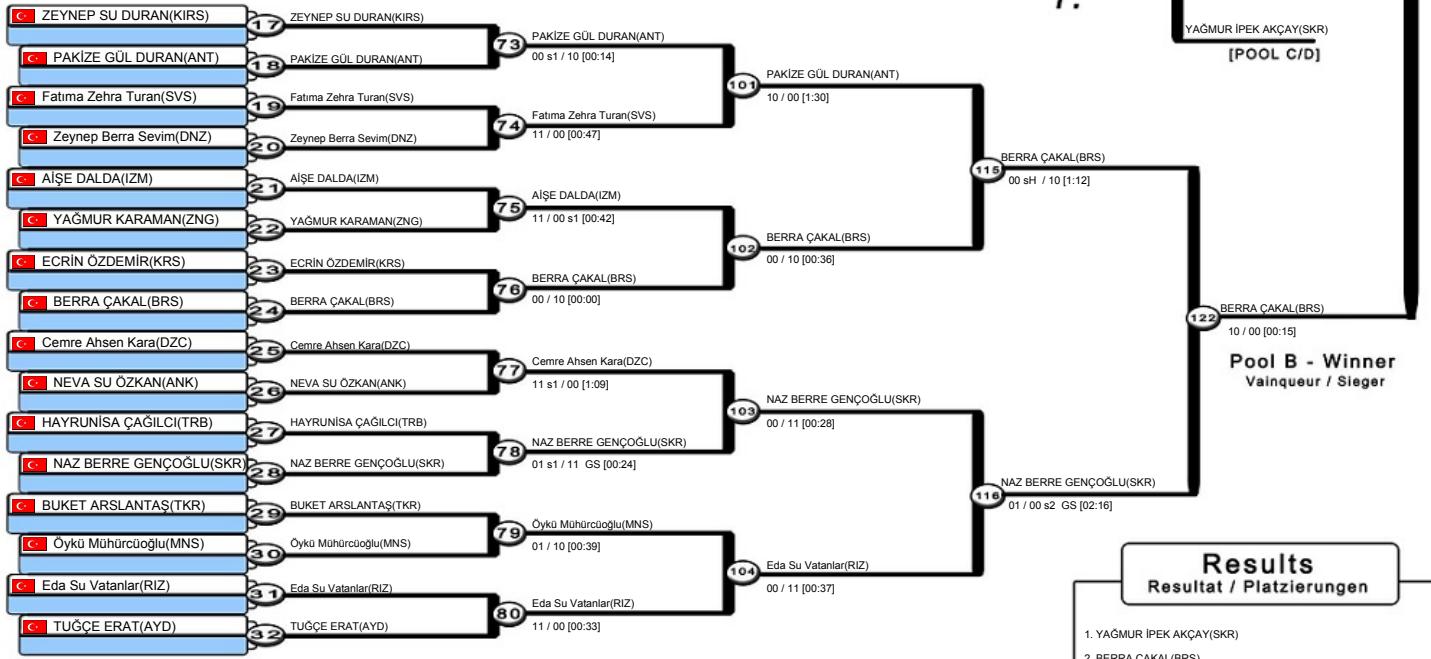 1.
YAĞMUR İPEK AKÇAY(SKR)
[POOL C/D]
ZEYNEP SU DURAN(KIRS)
PAKİZE GÜL DURAN(ANT)
Fatıma Zehra Turan(SVS)
Zeynep Berra Sevim(DNZ)
AİŞE DALDA(IZM)
YAĞMUR KARAMAN(ZNG)
ECRİN ÖZDEMİR(KRS)
BERRA ÇAKAL(BRS)
Cemre Ahsen Kara(DZC)
NEVA SU ÖZKAN(ANK)
HAYRUNİSA ÇAĞILCI(TRB)
NAZ BERRE GENÇOĞLU(SKR)
BUKET ARSLANTAŞ(TKR)
Öykü Mühürcüoğlu(MNS)
Eda Su Vatanlar(RIZ)
TUĞÇE ERAT(AYD)
17 ZEYNEP SU DURAN(KIRS)
18 PAKİZE GÜL DURAN(ANT)
19 Fatıma Zehra Turan(SVS)
20 Zeynep Berra Sevim(DNZ)
21 AİŞE DALDA(IZM)
22 YAĞMUR KARAMAN(ZNG)
23 ECRİN ÖZDEMİR(KRS)
24 BERRA ÇAKAL(BRS)
25 Cemre Ahsen Kara(DZC)
26 NEVA SU ÖZKAN(ANK)
27 HAYRUNİSA ÇAĞILCI(TRB)
28 NAZ BERRE GENÇOĞLU(SKR)
29 BUKET ARSLANTAŞ(TKR)
30 Öykü Mühürcüoğlu(MNS)
31 Eda Su Vatanlar(RIZ)
32 TUĞÇE ERAT(AYD)
73 PAKİZE GÜL DURAN(ANT)
00 s1 / 10 [00:14]
74 Fatıma Zehra Turan(SVS)
11 / 00 [00:47]
75 AİŞE DALDA(IZM)
11 / 00 s1 [00:42]
76 BERRA ÇAKAL(BRS)
00 / 10 [00:00]
77 Cemre Ahsen Kara(DZC)
11 s1 / 00 [1:09]
78 NAZ BERRE GENÇOĞLU(SKR)
01 s1 / 11 GS [00:24]
79 Öykü Mühürcüoğlu(MNS)
01 / 10 [00:39]
80 Eda Su Vatanlar(RIZ)
11 / 00 [00:33]
101 PAKİZE GÜL DURAN(ANT)
10 / 00 [1:30]
102 BERRA ÇAKAL(BRS)
00 / 10 [00:36]
103 NAZ BERRE GENÇOĞLU(SKR)
00 / 11 [00:28]
104 Eda Su Vatanlar(RIZ)
00 / 11 [00:37]
115 BERRA ÇAKAL(BRS)
00 sH / 10 [1:12]
116 NAZ BERRE GENÇOĞLU(SKR)
01 / 00 s2 GS [02:16]
122 BERRA ÇAKAL(BRS)
10 / 00 [00:15]
Pool B - Winner
Vainqueur / Sieger
Results
Resultat / Platzierungen
1. YAĞMUR İPEK AKÇAY(SKR)
2. BERRA ÇAKAL(BRS)